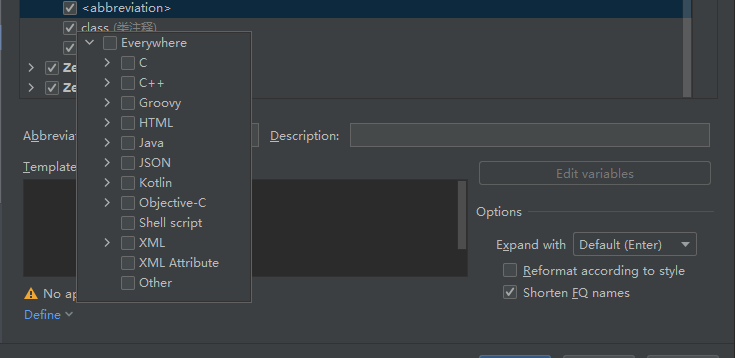 <abbreviation>
class (类注釋)
Everywhere
C
Ze
C++
Ze
Groovy
HTML
Abbrevia
Description:
Java
JSON
Template
Edit variables
Kotlin
Objective-C
Options
Shell script
XML
Expand with Default (Enter)
XML Attribute
Reformat according to style
Other
No ap
Shorten FQ names
Define